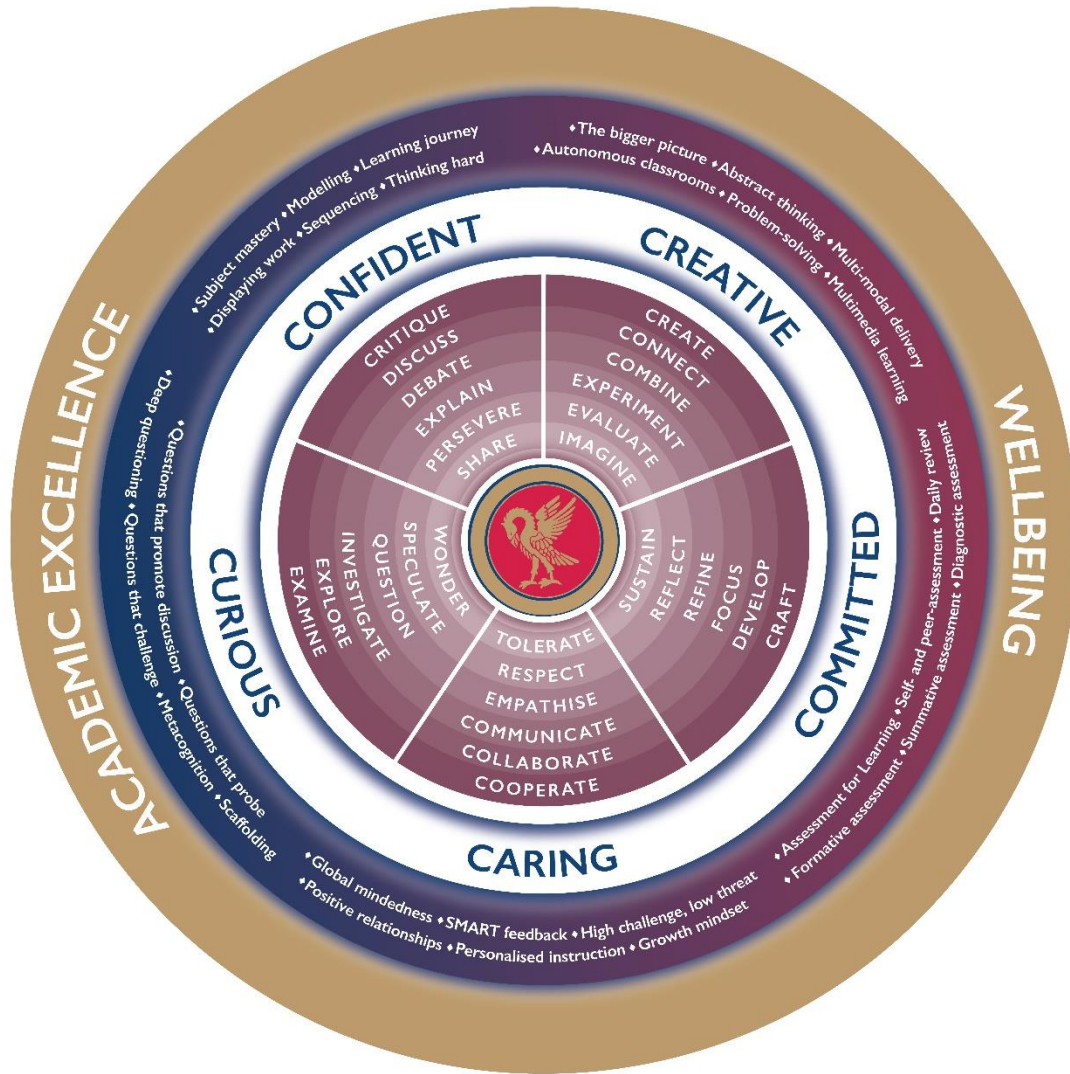 ACADEMIC EXCELLENCE
WELLBEING
♦Subject mastery ♦Modelling ♦Learning journey
♦Displaying work ♦Sequencing ♦Thinking hard
♦The bigger picture ♦Abstract thinking ♦Multi-modal delivery
♦Autonomous classrooms ♦Problem-solving ♦Multimedia learning
♦Assessment for Learning ♦Self- and peer-assessment ♦Daily review
♦Formative assessment ♦Summative assessment ♦Diagnostic assessment
♦Global mindedness ♦SMART feedback ♦High challenge, low threat
♦Positive relationships ♦Personalised instruction ♦Growth mindset
♦Questions that promote discussion ♦Questions that probe
♦Deep questioning ♦Questions that challenge ♦Metacognition ♦Scaffolding
CONFIDENT
CRITIQUE
DISCUSS
DEBATE
EXPLAIN
PERSEVERE
SHARE
CREATIVE
CREATE
CONNECT
COMBINE
EXPERIMENT
EVALUATE
IMAGINE
COMMITTED
SUSTAIN
REFLECT
REFINE
FOCUS
DEVELOP
CRAFT
CARING
TOLERATE
RESPECT
EMPATHISE
COMMUNICATE
COLLABORATE
COOPERATE
CURIOUS
WONDER
SPECULATE
QUESTION
INVESTIGATE
EXPLORE
EXAMINE